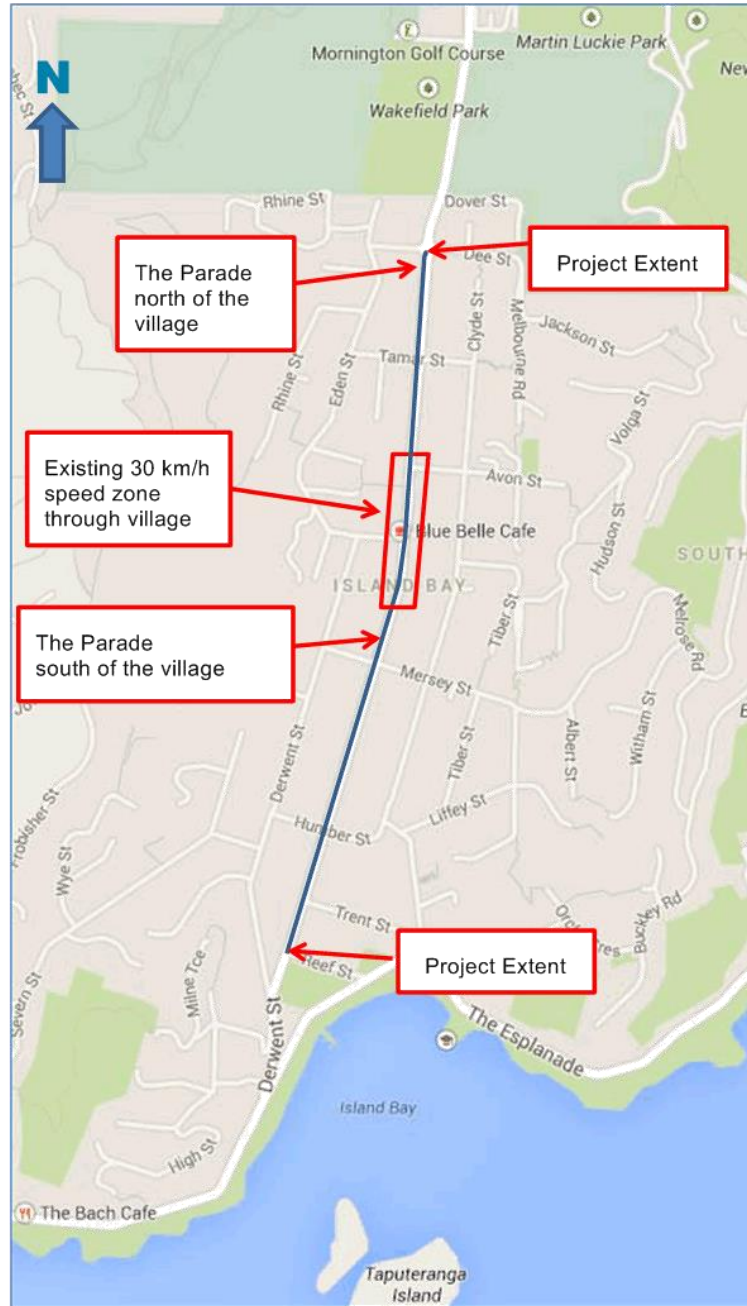 Mornington Golf Course
Martin Luckie Park
New
N
Wakefield Park
Rhine St
Dover St
The Parade
north of the
village
Project Extent
Dee St
Clyde St
Melbourne Rd
Jackson St
Tamar St
Rhine St
Eden St
Volga St
Existing 30 km/h
speed zone
through village
Avon St
Blue Belle Cafe
Hudson St
SOUTH
ISLAND BAY
Tiber St
Melrose Rd
The Parade
south of the village
Mersey St
Derwent St
Tiber St
Albert St
Witham St
Liffey St
Humber St
Frobisher St
Wye St
Trent St
Buckley Rd
Project Extent
Reef St
Milne Tce
Severn St
Derwent St
The Esplanade
Island Bay
High St
The Bach Cafe
Taputeranga
Island